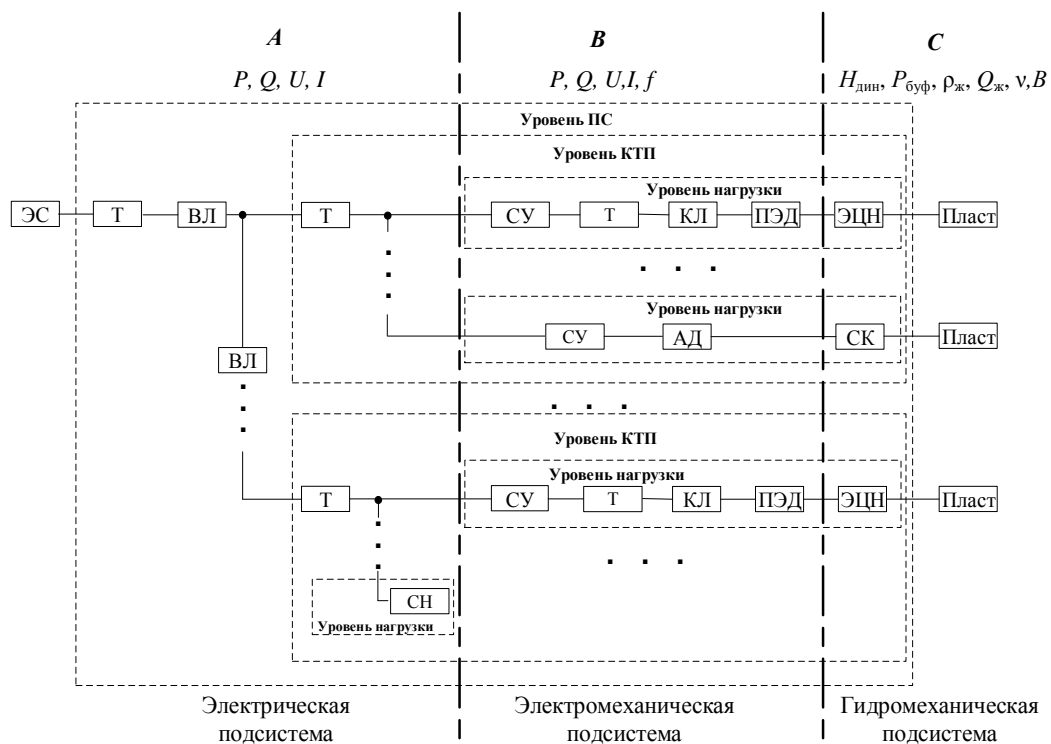 A
B
C
P, Q, U, I
P, Q, U,I, f
Hдин, Pбуф, ρж, Qж, ν,B
Уровень ПС
Уровень КТП
Уровень нагрузки
ЭС
Т
ВЛ
Т
СУ
Т
КЛ
ПЭД
ЭЦН
Пласт
Уровень нагрузки
СУ
АД
СК
Пласт
ВЛ
Уровень КТП
Уровень нагрузки
Т
СУ
Т
КЛ
ПЭД
ЭЦН
Пласт
СН
Уровень нагрузки
Электрическая
подсистема
Электромеханическая
подсистема
Гидромеханическая
подсистема